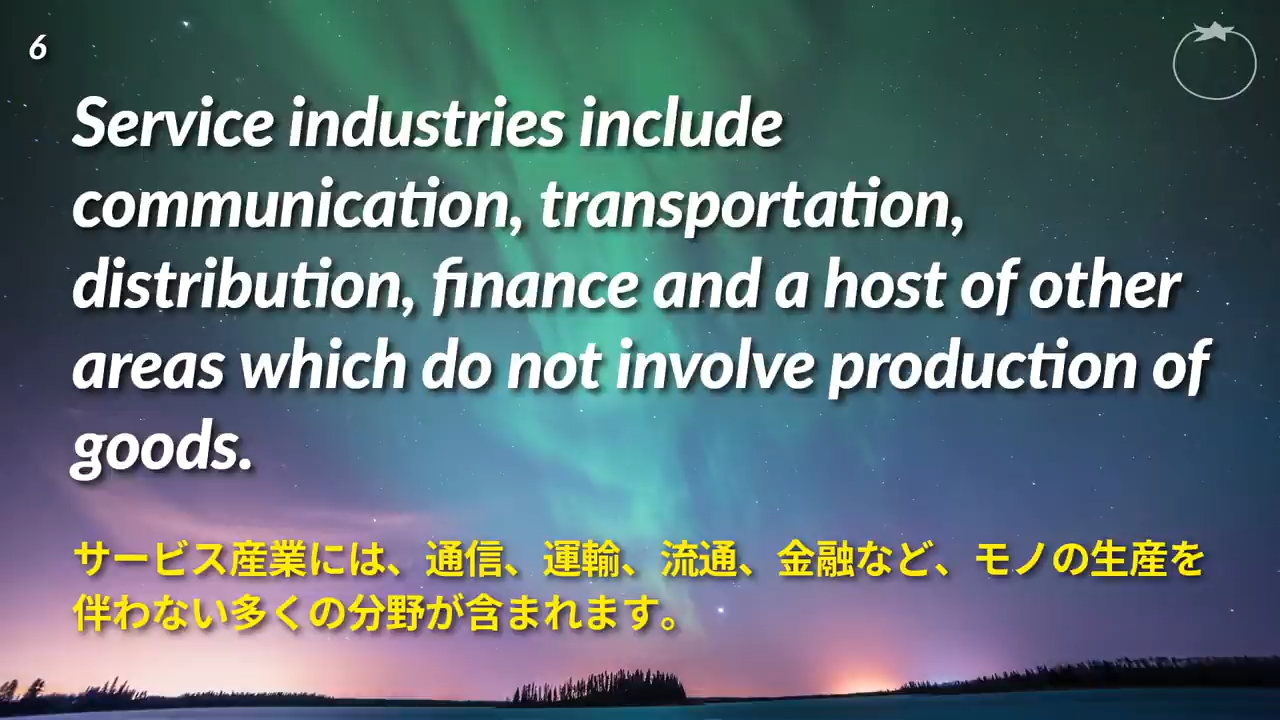 6
Service industries include
communication, transportation,
distribution, finance and a host of other
areas which do not involve production of
goods.
サービス産業には、通信、運輸、流通、金融など、モノの生産を
伴わない多くの分野が含まれます。